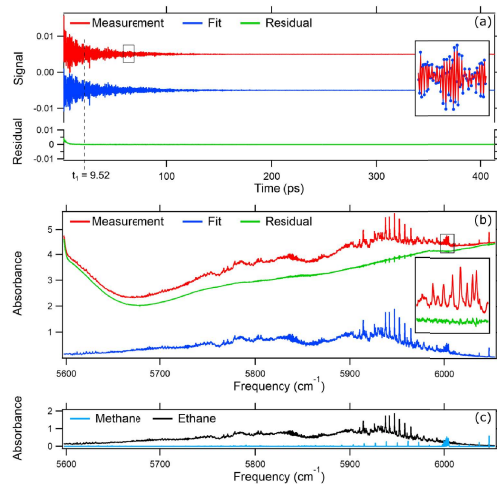 Measurement Fit Residual (a)
Signal
0.01
0.00
-0.01
Residual
0.01
0
-0.01
t₁ = 9.52
100 200 300 400
Time (ps)
Measurement Fit Residual (b)
Absorbance
5
4
3
2
1
5600 5700 5800 5900 6000
Frequency (cm⁻¹)
Methane Ethane (c)
Absorbance
2
1
0
5600 5700 5800 5900 6000
Frequency (cm⁻¹)